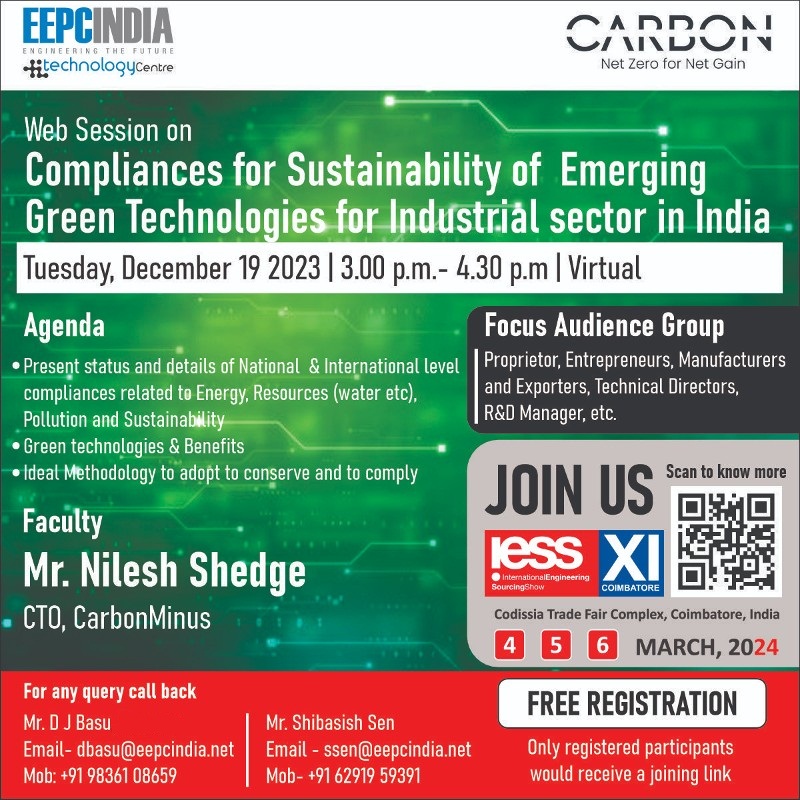 EEPCINDIA
ENGINEERING THE FUTURE
technologyCentre
CARBON
Net Zero for Net Gain
Web Session on
Compliances for Sustainability of Emerging
Green Technologies for Industrial sector in India
Tuesday, December 19 2023 | 3.00 p.m.- 4.30 p.m | Virtual
Agenda
• Present status and details of National & International level
compliances related to Energy, Resources (water etc),
Pollution and Sustainability
• Green technologies & Benefits
• Ideal Methodology to adopt to conserve and to comply
Faculty
Mr. Nilesh Shedge
CTO, CarbonMinus
Focus Audience Group
Proprietor, Entrepreneurs, Manufacturers
and Exporters, Technical Directors,
R&D Manager, etc.
JOIN US
Scan to know more
IESS
InternationalEngineering
SourcingShow
XI
COIMBATORE
Codissia Trade Fair Complex, Coimbatore, India
4 5 6 MARCH, 2024
For any query call back
Mr. D J Basu
Email- dbasu@eepcindia.net
Mob: +91 98361 08659
Mr. Shibasish Sen
Email - ssen@eepcindia.net
Mob- +91 62919 59391
FREE REGISTRATION
Only registered participants
would receive a joining link